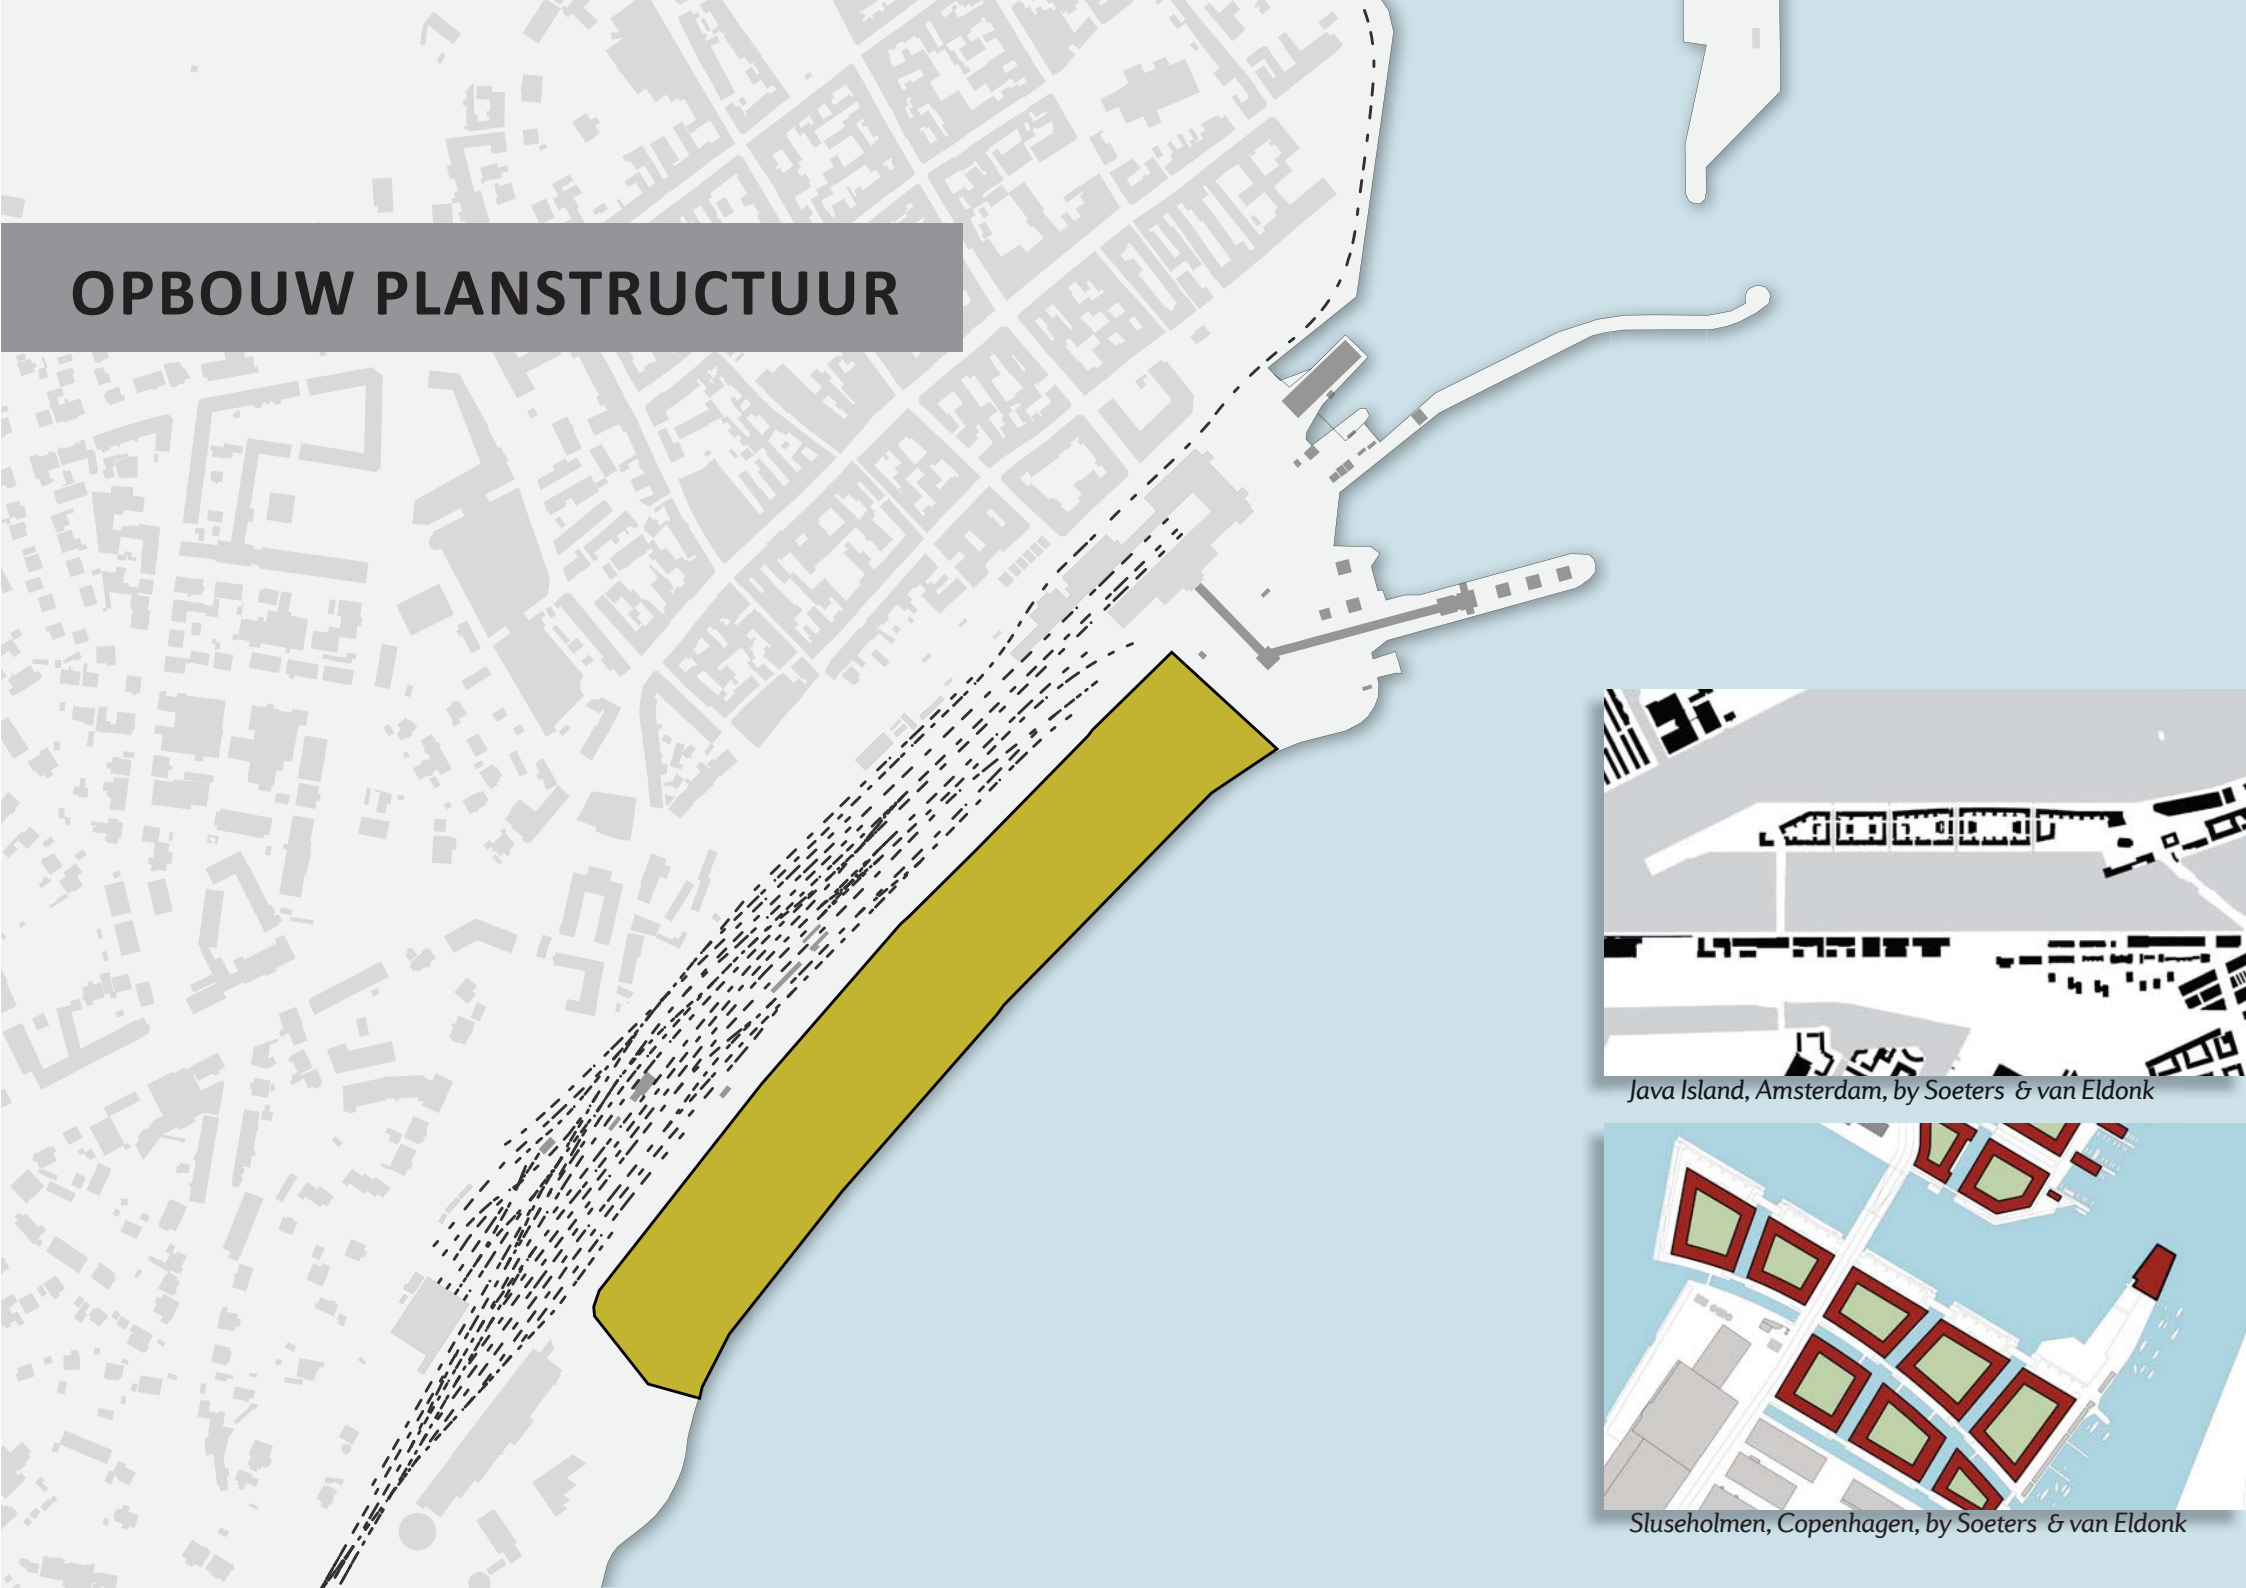 OPBOUW PLANSTRUCTUUR
Java Island, Amsterdam, by Soeters & van Eldonk
Sluseholmen, Copenhagen, by Soeters & van Eldonk